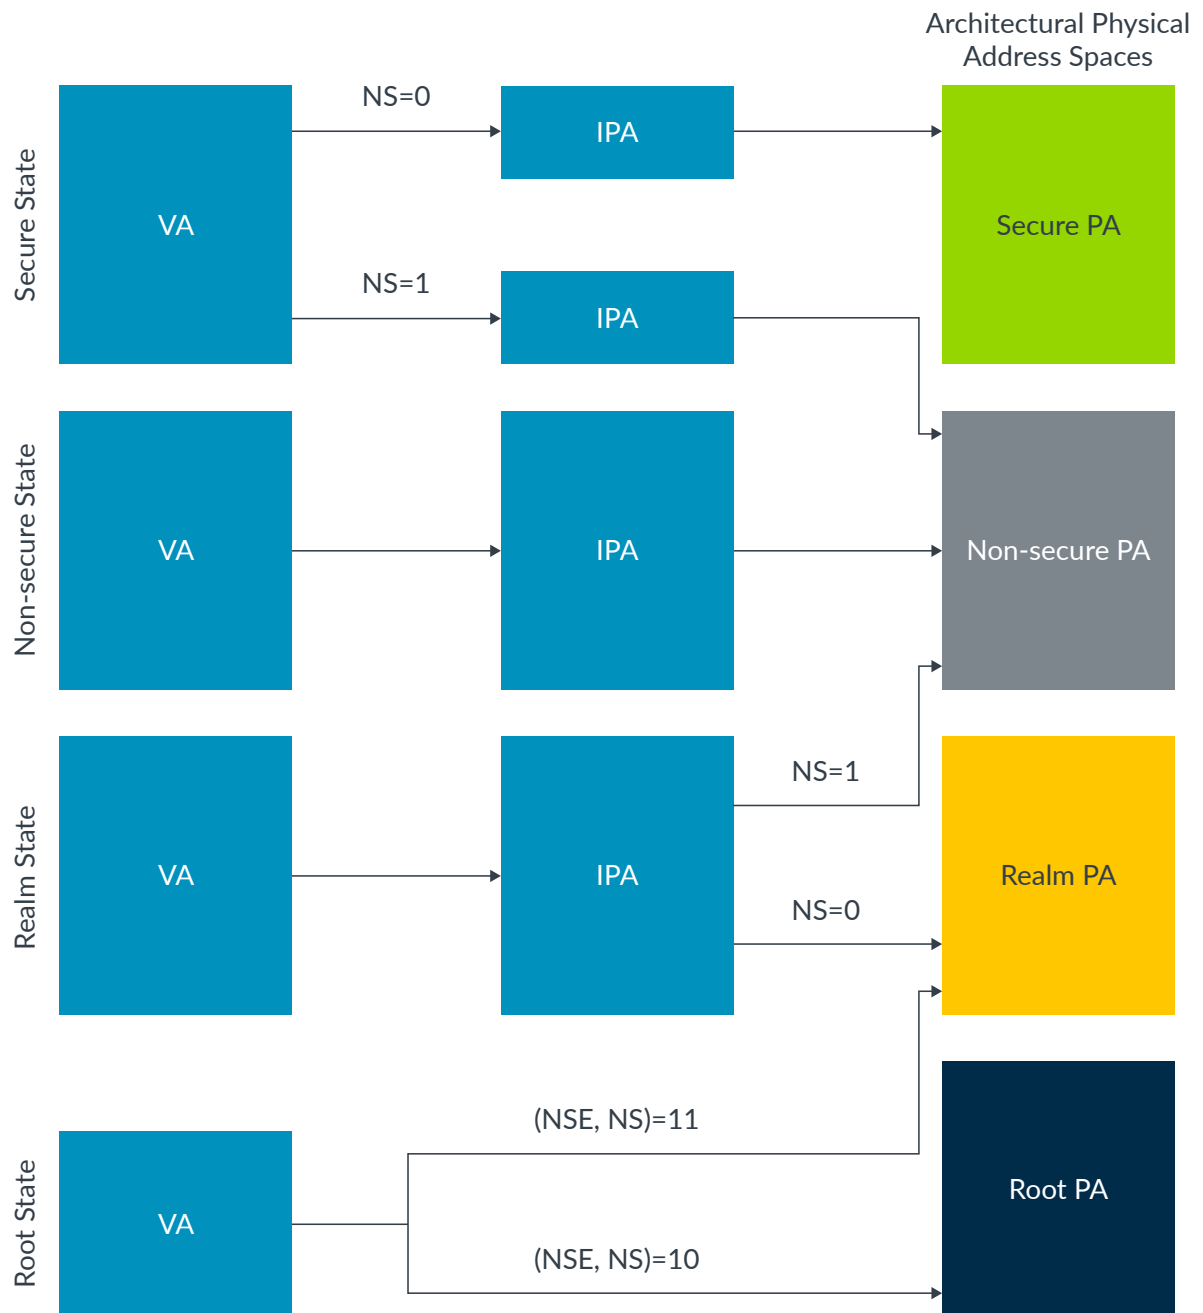 Architectural Physical
Address Spaces
Secure State
VA
NS=0
IPA
Secure PA
NS=1
IPA
Non-secure State
VA
IPA
Non-secure PA
Realm State
VA
IPA
NS=1
Realm PA
NS=0
Root State
VA
(NSE, NS)=11
Root PA
(NSE, NS)=10